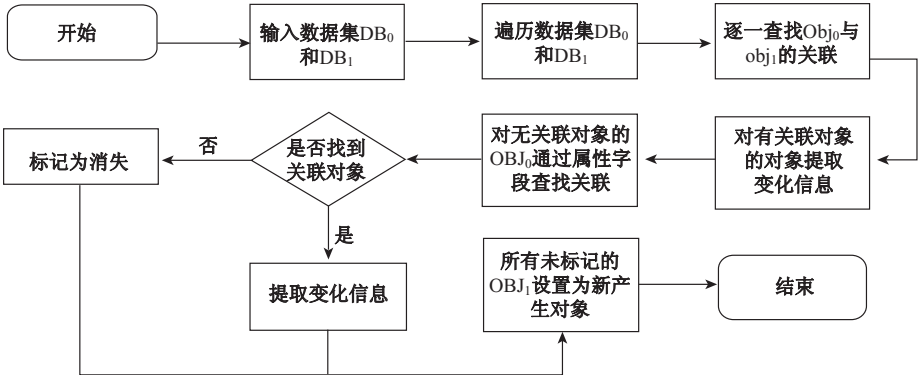 开始
输入数据集DB₀
和DB₁
遍历数据集DB₀
和DB₁
逐一查找Obj₀与
obj₁的关联
对有关联对象
的对象提取
变化信息
对无关联对象的
OBJ₀通过属性字
段查找关联
是否找到
关联对象
否
标记为消失
是
提取变化信息
所有未标记的
OBJ₁设置为新产
生对象
结束